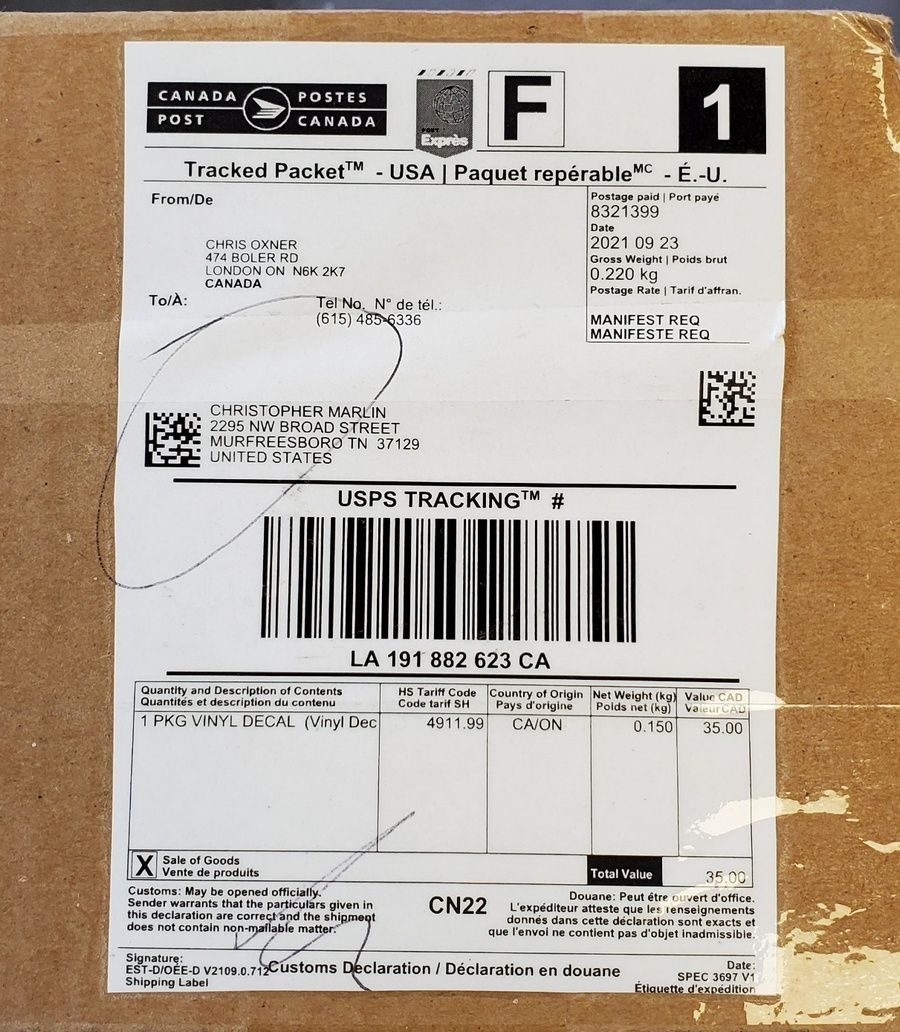 CANADA POSTES
POST CANADA
POST
Exprès
F
1
Tracked Packet™ - USA | Paquet repérable MC - É.-U.
From/De
CHRIS OXNER
474 BOLER RD
LONDON ON N6K 2K7
CANADA
Postage paid | Port payé
8321399
Date
2021 09 23
Gross Weight | Poids brut
0.220 kg
Postage Rate | Tarif d'affran.
MANIFEST REQ
MANIFESTE REQ
To/À:
Tel No. N° de tél.:
(615) 485-6336
CHRISTOPHER MARLIN
2295 NW BROAD STREET
MURFREESBORO TN 37129
UNITED STATES
USPS TRACKING™ #
LA 191 882 623 CA
Quantity and Description of Contents HS Tariff Code Country of Origin Net Weight (kg) Value CAD
Quantités et description du contenu Code tarif SH Pays d'origine Poids net (kg) Valeur CAD
1 PKG VINYL DECAL (Vinyl Dec 4911.99 CA/ON 0.150 35.00
X
Sale of Goods
Vente de produits
Total Value 35.00
Customs: May be opened officially.
Sender warrants that the particulars given in
this declaration are correct and the shipment
does not contain non-mailable matter.
CN22
Douane: Peut être ouvert d'office.
L'expéditeur atteste que les renseignements
donnés dans cette déclaration sont exacts et
que l'envoi ne contient pas d'objet inadmissible.
Signature:
EST-D/OEE-D V2109.0.712
Shipping Label
Customs Declaration / Déclaration en douane
Date:
SPEC 3697 V1
Étiquette d'expédition